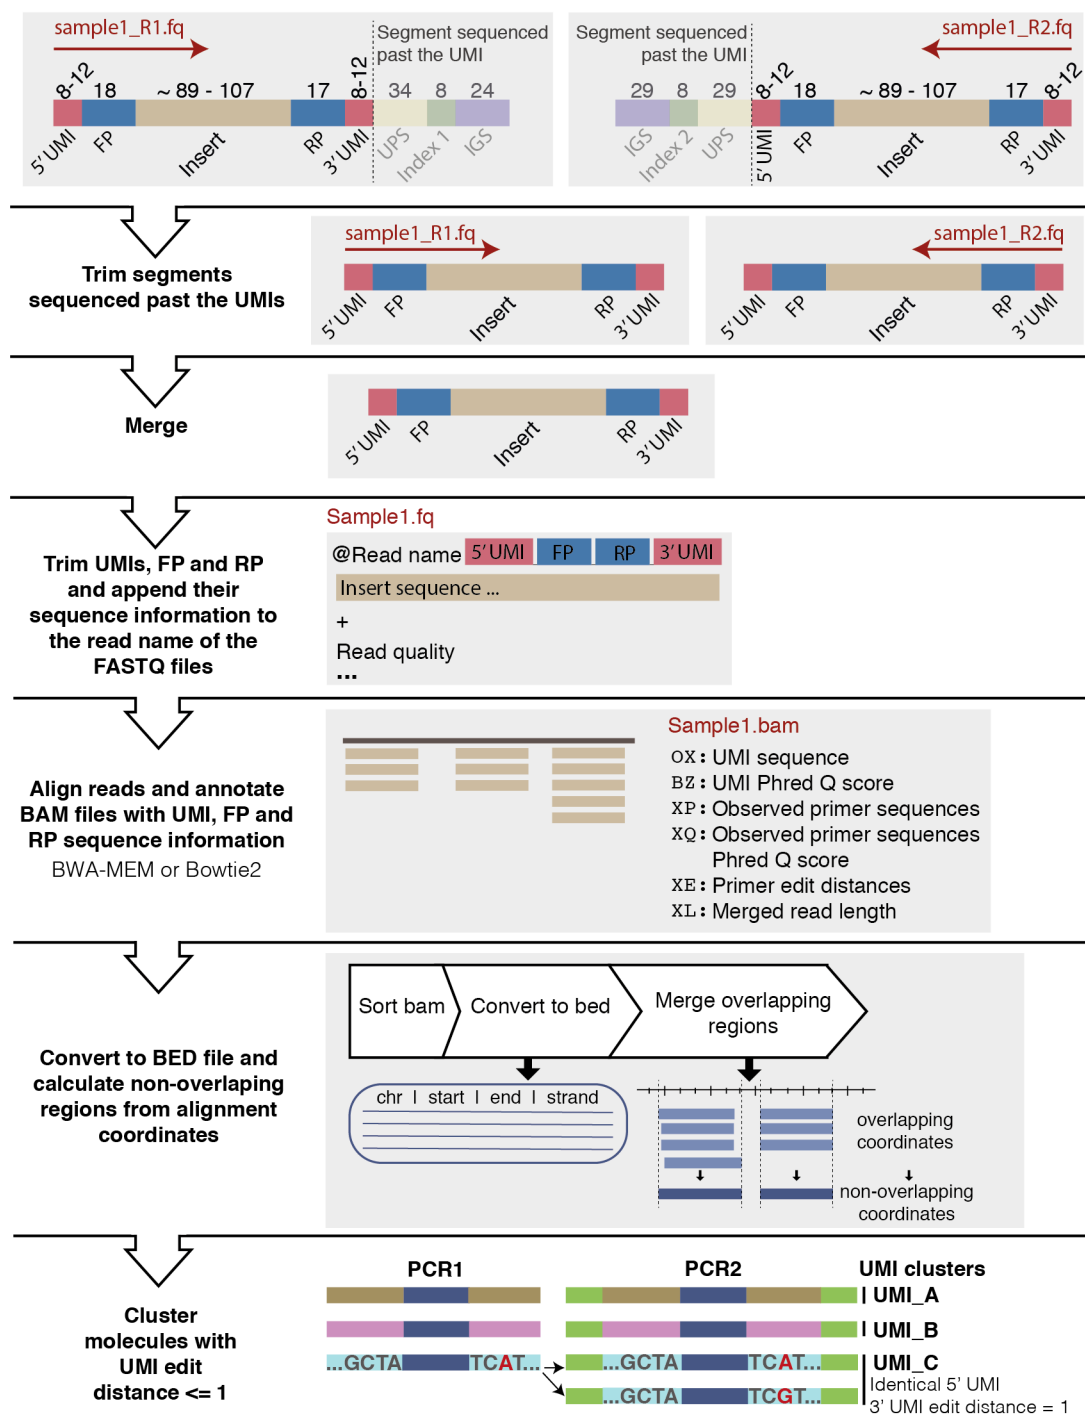 sample1_R1.fq
Segment sequenced
past the UMI
8-12
18
~ 89 - 107
17
8-12
34
8
24
5' UMI
FP
Insert
RP
3' UMI
UPS
Index 1
IGS
Segment sequenced
past the UMI
sample1_R2.fq
29
8
29
8-12
18
~ 89 - 107
17
8-12
IGS
Index 2
UPS
5' UMI
FP
Insert
RP
3' UMI
Trim segments
sequenced past the UMIs
sample1_R1.fq
5' UMI
FP
Insert
RP
3' UMI
sample1_R2.fq
5' UMI
FP
Insert
RP
3' UMI
Merge
5' UMI
FP
Insert
RP
3' UMI
Trim UMIs, FP and RP
and append their
sequence information to
the read name of the
FASTQ files
Sample1.fq
@Read name 5' UMI FP RP 3' UMI
Insert sequence ...
+
Read quality
...
Align reads and annotate
BAM files with UMI, FP and
RP sequence information
BWA-MEM or Bowtie2
Sample1.bam
OX: UMI sequence
BZ: UMI Phred Q score
XP: Observed primer sequences
XQ: Observed primer sequences
Phred Q score
XE: Primer edit distances
XL: Merged read length
Convert to BED file and
calculate non-overlaping
regions from alignment
coordinates
Sort bam
Convert to bed
Merge overlapping
regions
chr | start | end | strand
overlapping
coordinates
non-overlapping
coordinates
Cluster
molecules with
UMI edit
distance <= 1
PCR1
PCR2
UMI clusters
UMI_A
UMI_B
...GCTA TCAT...
...GCTA TCAT...
UMI_C
...GCTA TCGT...
Identical 5' UMI
3' UMI edit distance = 1